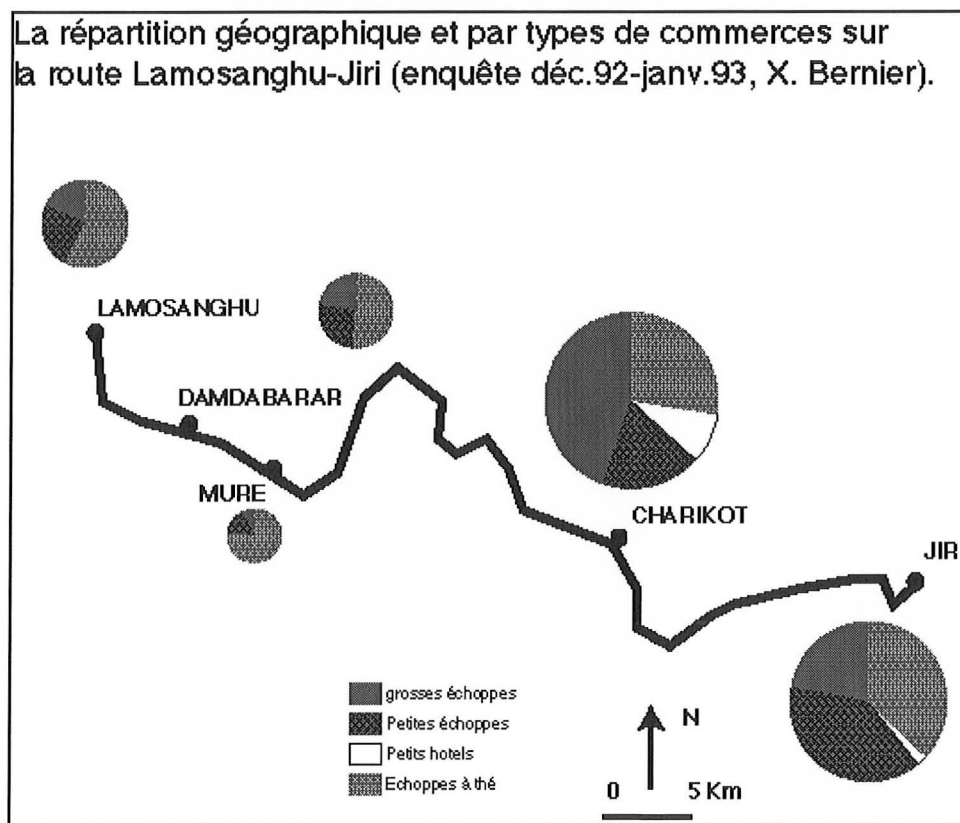 La répartition géographique et par types de commerces sur
la route Lamosanghu-Jiri (enquête déc.92-janv.93, X. Bernier).
LAMOSANGHU
DAMDABARAR
MURE
CHARIKOT
JIR
grosses échoppes
Petites échoppes
Petits hotels
Echoppes à thé
N
0 5 Km